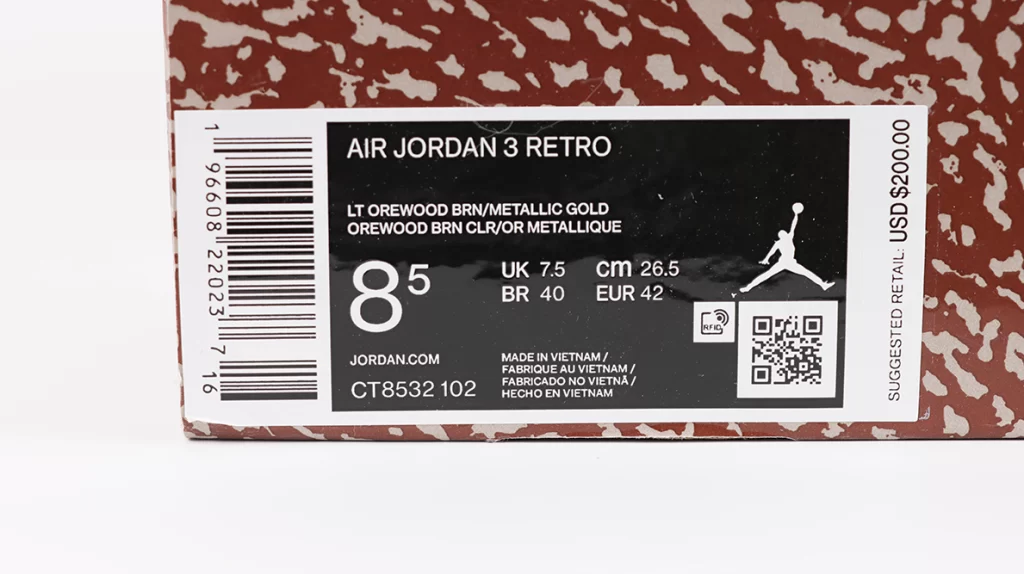 AIR JORDAN 3 RETRO
LT OREWOOD BRN/METALLIC GOLD
OREWOOD BRN CLR/OR METALLIQUE
8 5
UK 7.5 cm 26.5
BR 40 EUR 42
RFID
JORDAN.COM
CT8532 102
MADE IN VIETNAM /
FABRIQUE AU VIETNAM /
FABRICADO NO VIETNÃ /
HECHO EN VIETNAM
1 96608 22023 7 16
SUGGESTED RETAIL: USD $200.00